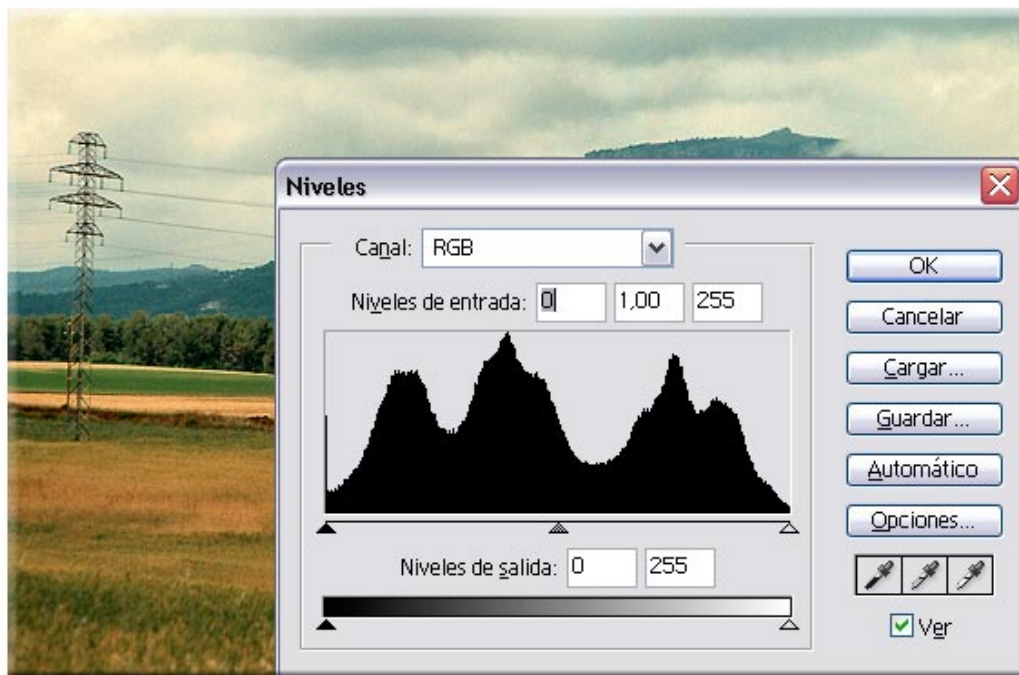 Niveles
Canal: RGB
Niveles de entrada: 0 1,00 255
Niveles de salida: 0 255
OK
Cancelar
Cargar...
Guardar...
Automático
Opciones...
Ver